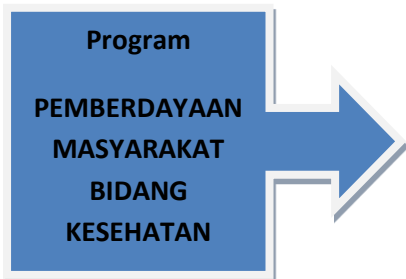 Program
PEMBERDAYAAN
MASYARAKAT
BIDANG
KESEHATAN